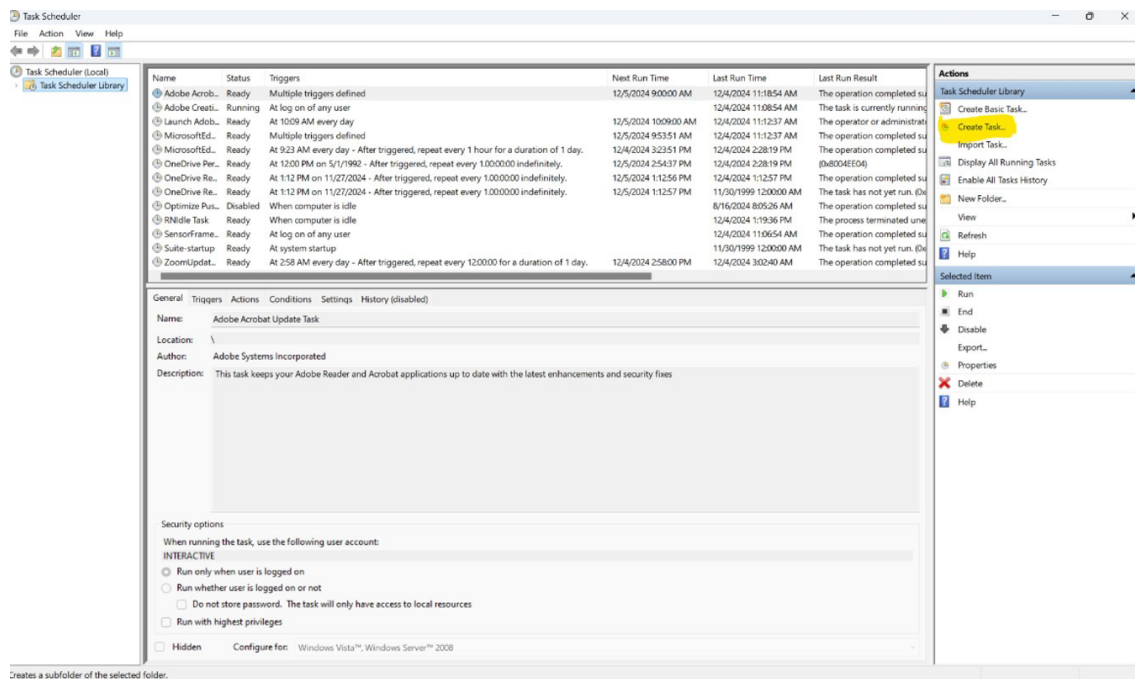 Task Scheduler
File Action View Help
Task Scheduler (Local)
Task Scheduler Library
Name Status Triggers Next Run Time Last Run Time Last Run Result
Adobe Acrob... Ready Multiple triggers defined 12/5/2024 9:00:00 AM 12/4/2024 11:18:54 AM The operation completed su
Adobe Creati... Running At log on of any user 12/4/2024 11:08:54 AM The task is currently running
Launch Adob... Ready At 10:09 AM every day 12/5/2024 10:09:00 AM 12/4/2024 11:12:37 AM The operator or administrat
MicrosoftEd... Ready Multiple triggers defined 12/5/2024 9:53:51 AM 12/4/2024 11:12:37 AM The operation completed su
MicrosoftEd... Ready At 9:23 AM every day - After triggered, repeat every 1 hour for a duration of 1 day. 12/4/2024 3:23:51 PM 12/4/2024 2:28:19 PM The operation completed su
OneDrive Per... Ready At 12:00 PM on 5/1/1992 - After triggered, repeat every 1.00:00:00 indefinitely. 12/5/2024 2:54:37 PM 12/4/2024 2:28:19 PM (0x8004EE04)
OneDrive Re... Ready At 1:12 PM on 11/27/2024 - After triggered, repeat every 1.00:00:00 indefinitely. 12/5/2024 1:12:56 PM 12/4/2024 1:12:57 PM The operation completed su
OneDrive Re... Ready At 1:12 PM on 11/27/2024 - After triggered, repeat every 1.00:00:00 indefinitely. 12/5/2024 1:12:57 PM 11/30/1999 12:00:00 AM The task has not yet run. (0x
Optimize Pus... Disabled When computer is idle 8/16/2024 8:05:26 AM The operation completed su
RNIdle Task Ready When computer is idle 12/4/2024 1:19:36 PM The process terminated une
SensorFrame... Ready At log on of any user 12/4/2024 11:06:54 AM The operation completed su
Suite-startup Ready At system startup 11/30/1999 12:00:00 AM The task has not yet run. (0x
ZoomUpdat... Ready At 2:58 AM every day - After triggered, repeat every 12:00:00 for a duration of 1 day. 12/4/2024 2:58:00 PM 12/4/2024 3:02:40 AM The operation completed su
General Triggers Actions Conditions Settings History (disabled)
Name: Adobe Acrobat Update Task
Location: \
Author: Adobe Systems Incorporated
Description: This task keeps your Adobe Reader and Acrobat applications up to date with the latest enhancements and security fixes
Security options
When running the task, use the following user account:
INTERACTIVE
Run only when user is logged on
Run whether user is logged on or not
Do not store password. The task will only have access to local resources
Run with highest privileges
Hidden Configure for: Windows Vista™, Windows Server™ 2008
Actions
Task Scheduler Library
Create Basic Task...
Create Task...
Import Task...
Display All Running Tasks
Enable All Tasks History
New Folder...
View
Refresh
Help
Selected Item
Run
End
Disable
Export...
Properties
Delete
Help
Creates a subfolder of the selected folder.